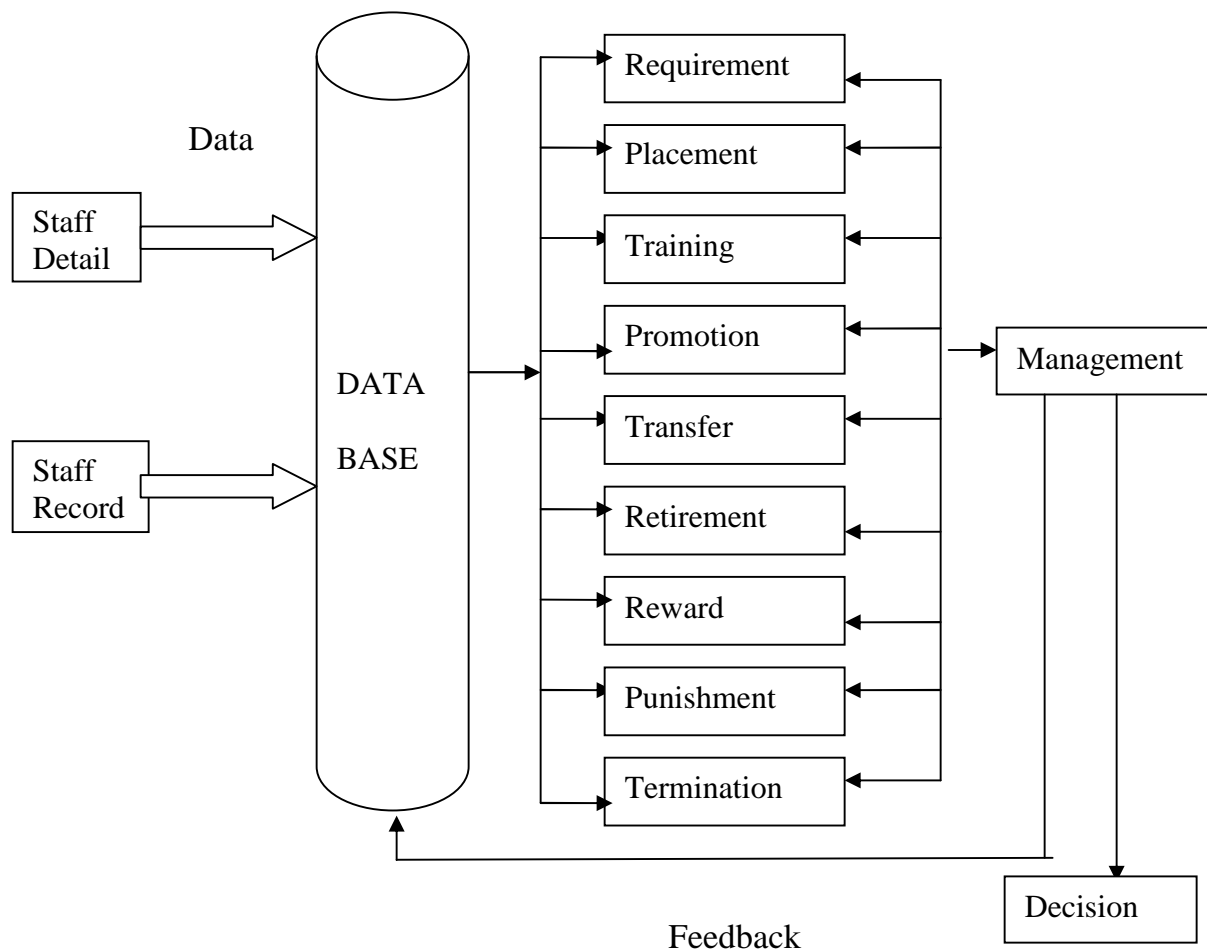 Data
Staff
Detail
Staff
Record
DATA
BASE
Requirement
Placement
Training
Promotion
Transfer
Retirement
Reward
Punishment
Termination
Management
Decision
Feedback